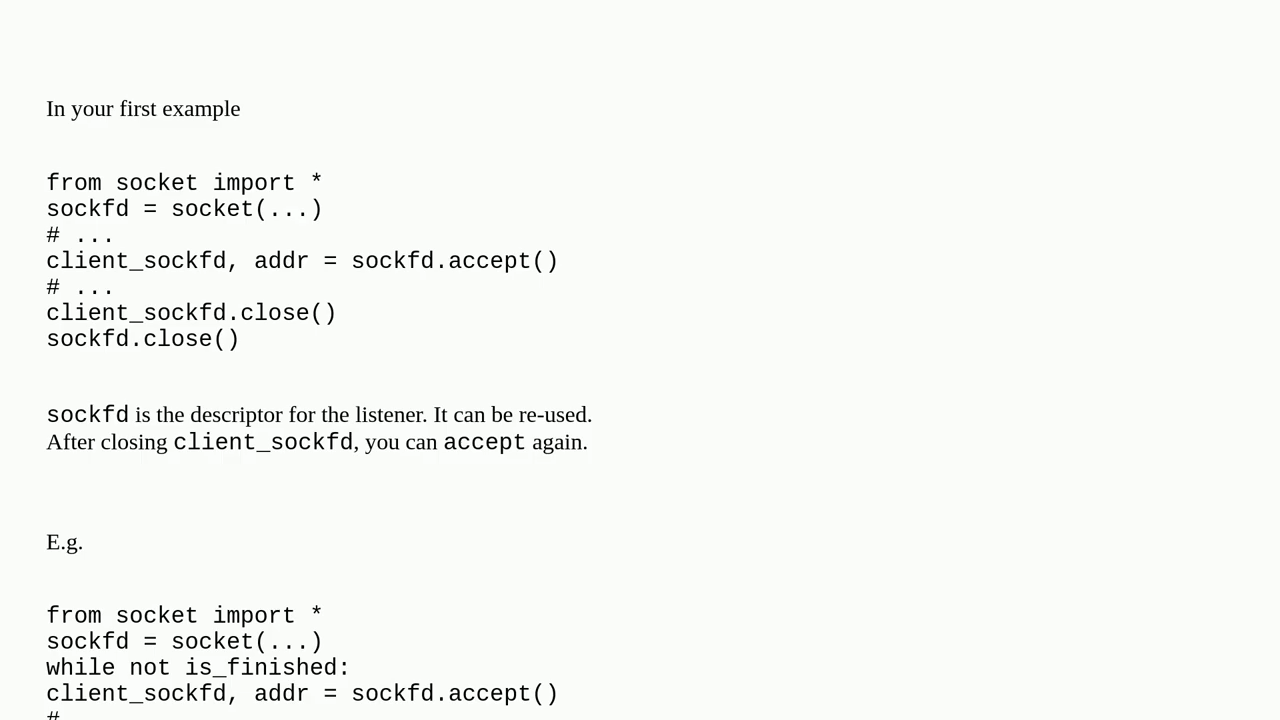 In your first example
from socket import *
sockfd = socket(...)
# ...
client_sockfd, addr = sockfd.accept()
# ...
client_sockfd.close()
sockfd.close()
sockfd is the descriptor for the listener. It can be re-used.
After closing client_sockfd, you can accept again.
E.g.
from socket import *
sockfd = socket(...)
while not is_finished:
client_sockfd, addr = sockfd.accept()
#